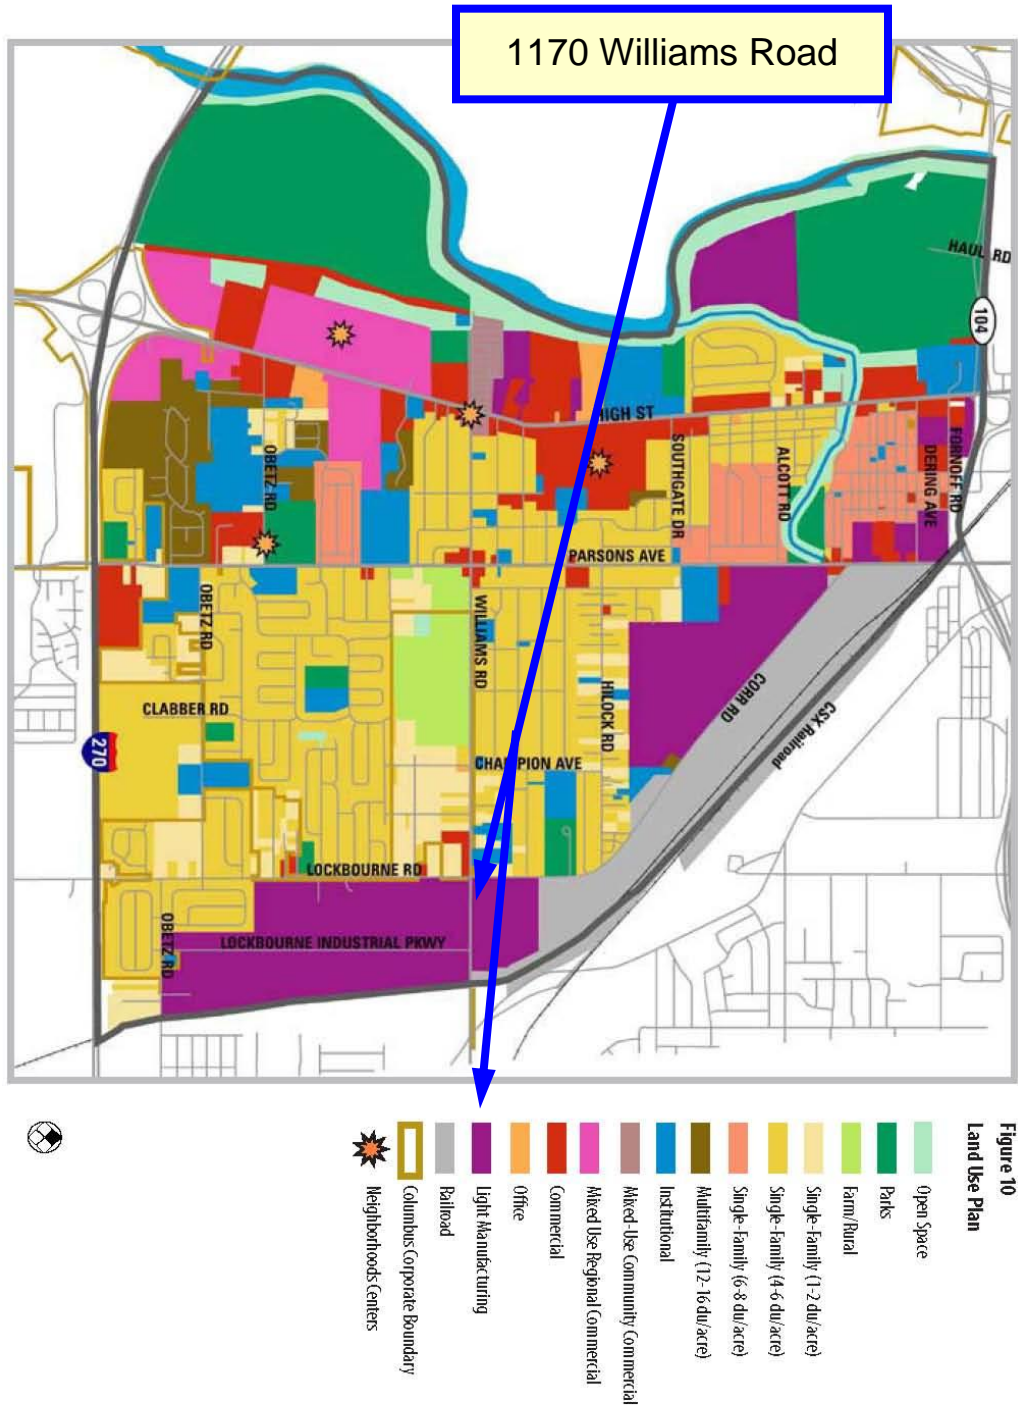 1170 Williams Road
HAUL RD
104
HIGH ST
OBETZ RD
SOUTHGATE DR
ALCOTT RD
DERING AVE
FORNOFF RD
PARSONS AVE
OBETZ RD
WILLIAMS RD
HILOCK RD
CORR RD
CSX Railroad
CLABBER RD
270
CHAMPION AVE
LOCKBOURNE RD
OBETZ RD
LOCKBOURNE INDUSTRIAL PKWY
Figure 10
Land Use Plan
Open Space
Parks
Farm/Rural
Single-Family (1-2 du/acre)
Single-Family (4-6 du/acre)
Single-Family (6-8 du/acre)
Multifamily (12-16 du/acre)
Institutional
Mixed-Use Community Commercial
Mixed Use Regional Commercial
Commercial
Office
Light Manufacturing
Railroad
Columbus Corporate Boundary
Neighborhoods Centers